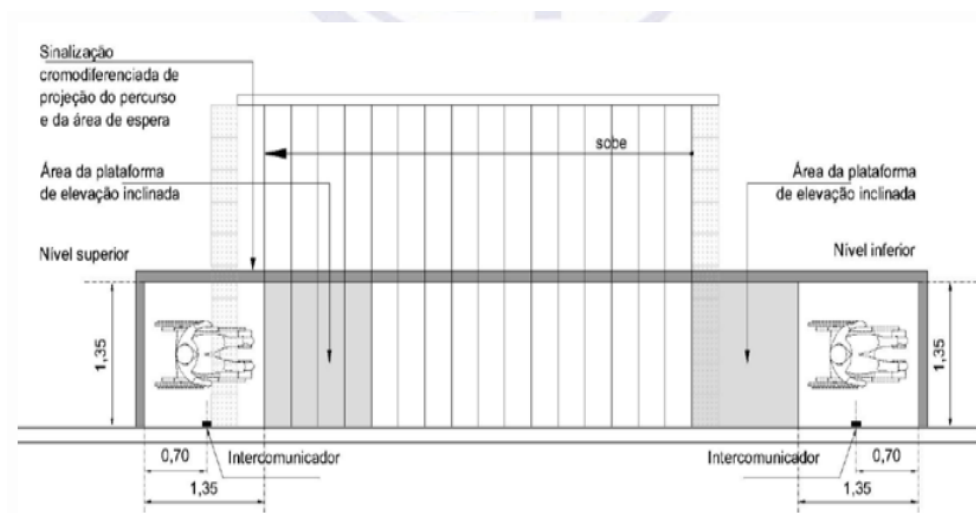 Sinalização
cromodiferenciada de
projeção do percurso
e da área de espera
sobe
Área da plataforma
de elevação inclinada
Área da plataforma
de elevação inclinada
Nível superior
Nível inferior
1,35
1,35
0,70
Intercomunicador
Intercomunicador
0,70
1,35
1,35